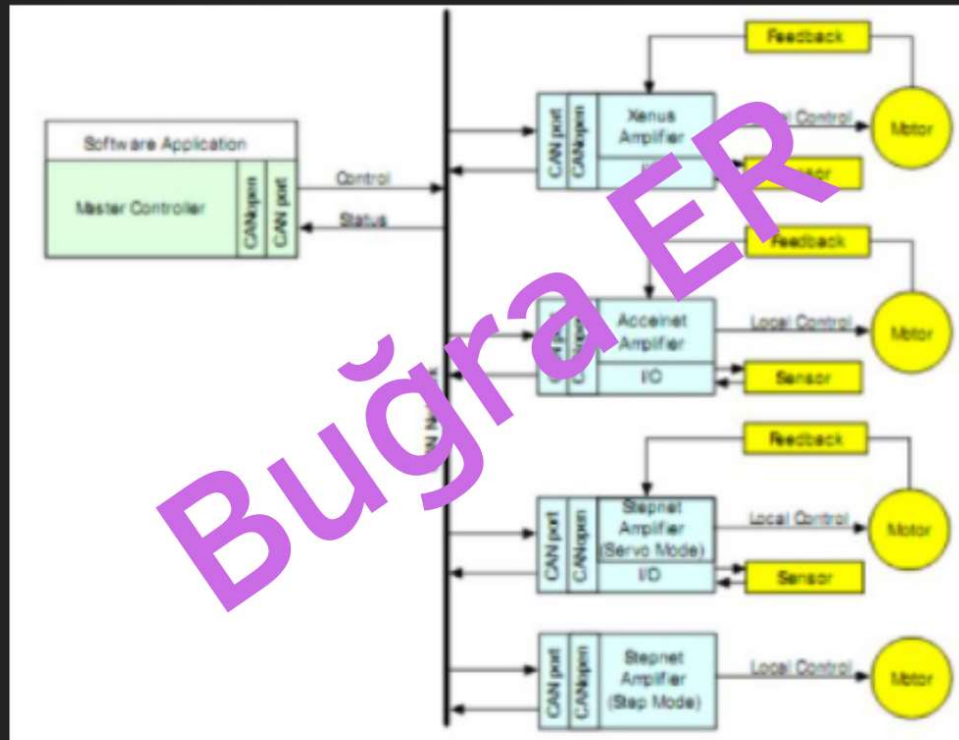 Feedback
Xenus
Amplifier
CAN port
CANopen
Local Control
Motor
Software Application
Master Controller
CANopen
CAN port
Control
Status
Feedback
Accelnet
Amplifier
I/O
Local Control
Motor
Sensor
Buğra ER
Feedback
CAN port
CANopen
Stepnet
Amplifier
(Servo Mode)
I/O
Local Control
Motor
Sensor
CAN port
CANopen
Stepnet
Amplifier
(Step Mode)
Local Control
Motor